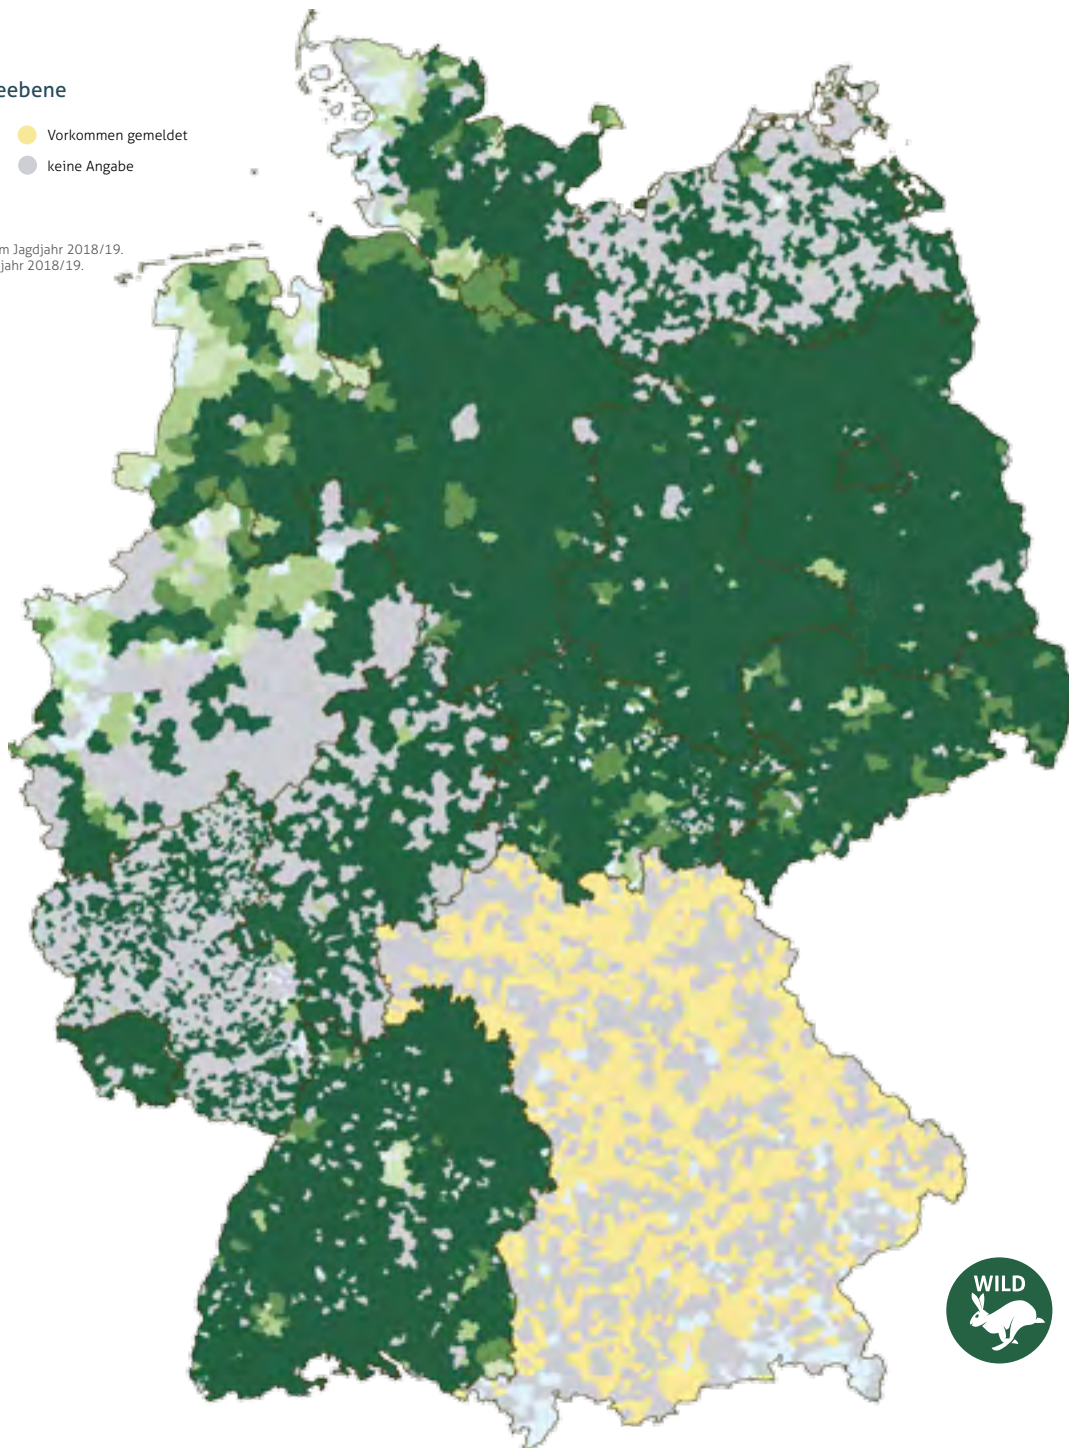 eebene
Vorkommen gemeldet
keine Angabe
m Jagdjahr 2018/19.
jahr 2018/19.
WILD